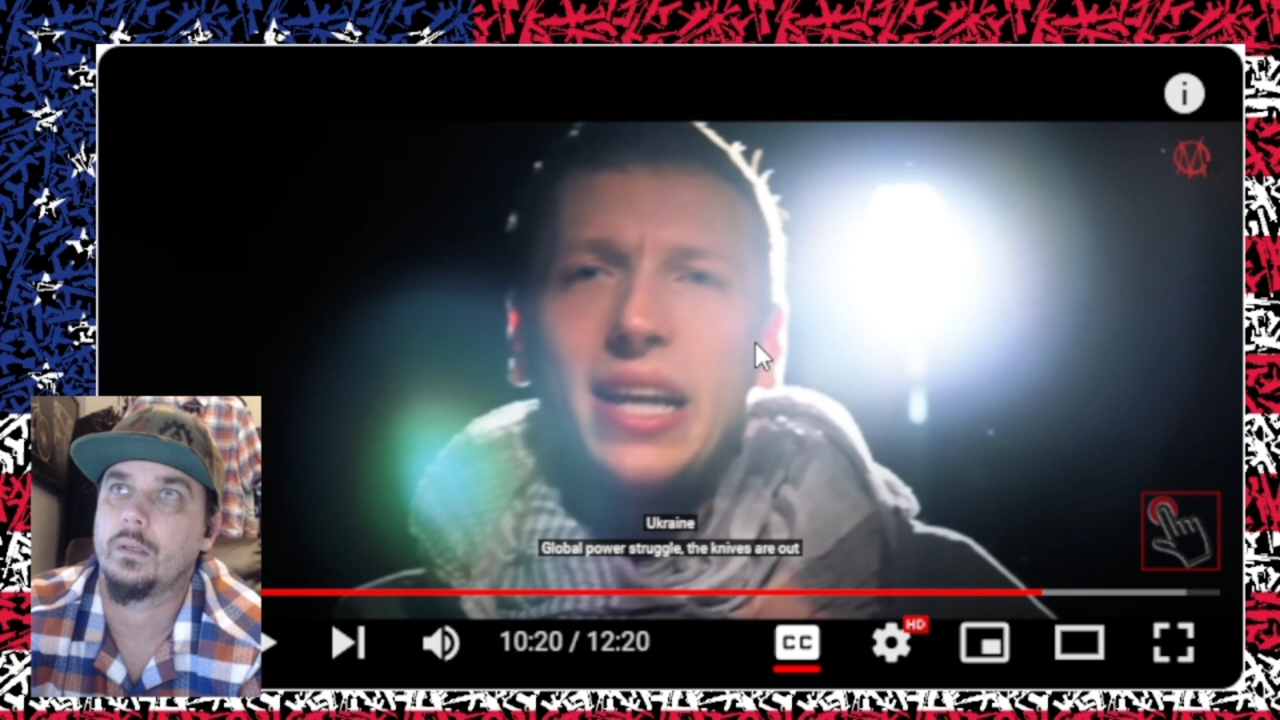 i
Ukraine
Global power struggle, the knives are out
HD
10:20 / 12:20
CC